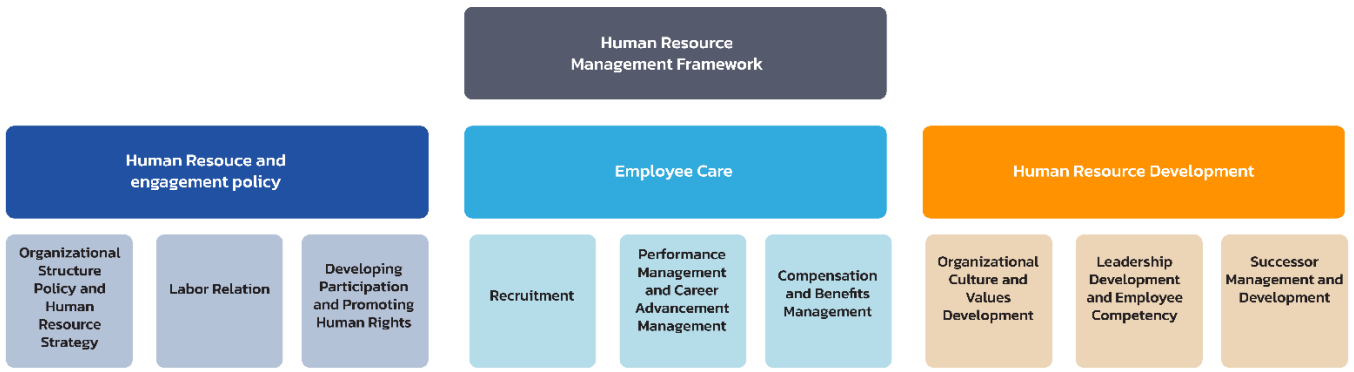 Human Resource
Management Framework
Human Resouce and
engagement policy
Employee Care
Human Resource Development
Organizational
Structure
Policy and
Human
Resource
Strategy
Labor Relation
Developing
Participation
and Promoting
Human Rights
Recruitment
Performance
Management
and Career
Advancement
Management
Compensation
and Benefits
Management
Organizational
Culture and
Values
Development
Leadership
Development
and Employee
Competency
Successor
Management and
Development